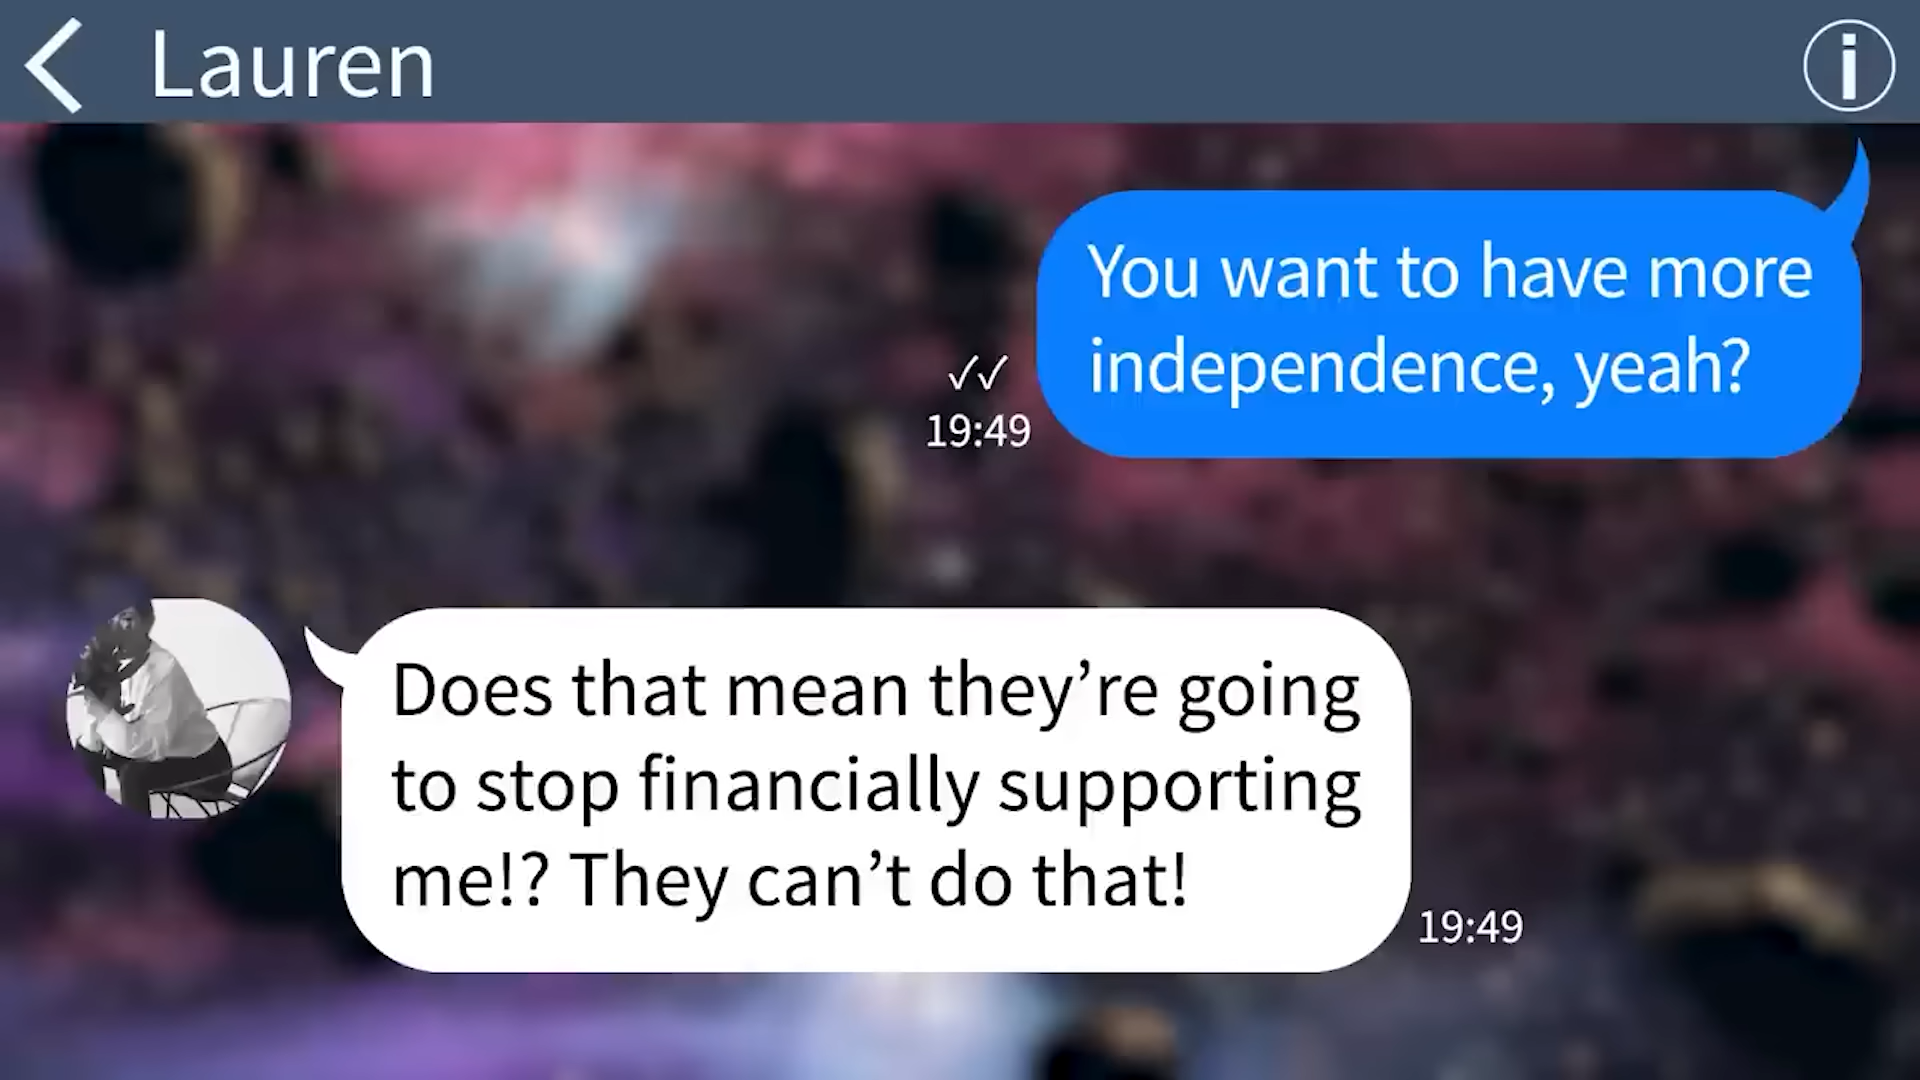 Lauren
You want to have more
independence, yeah?
✓✓
19:49
Does that mean they’re going
to stop financially supporting
me!? They can’t do that!
19:49